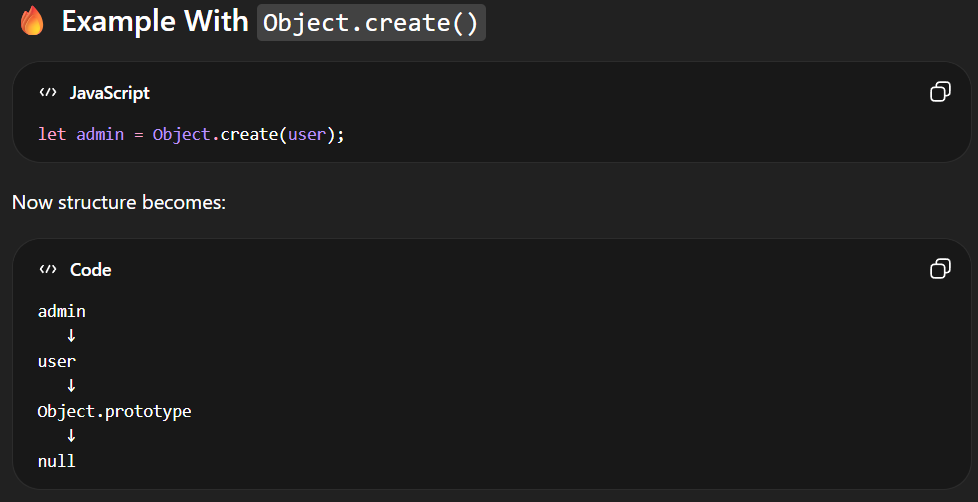 🔥 Example With Object.create()
</> JavaScript
let admin = Object.create(user);
Now structure becomes:
</> Code
admin
↓
user
↓
Object.prototype
↓
null